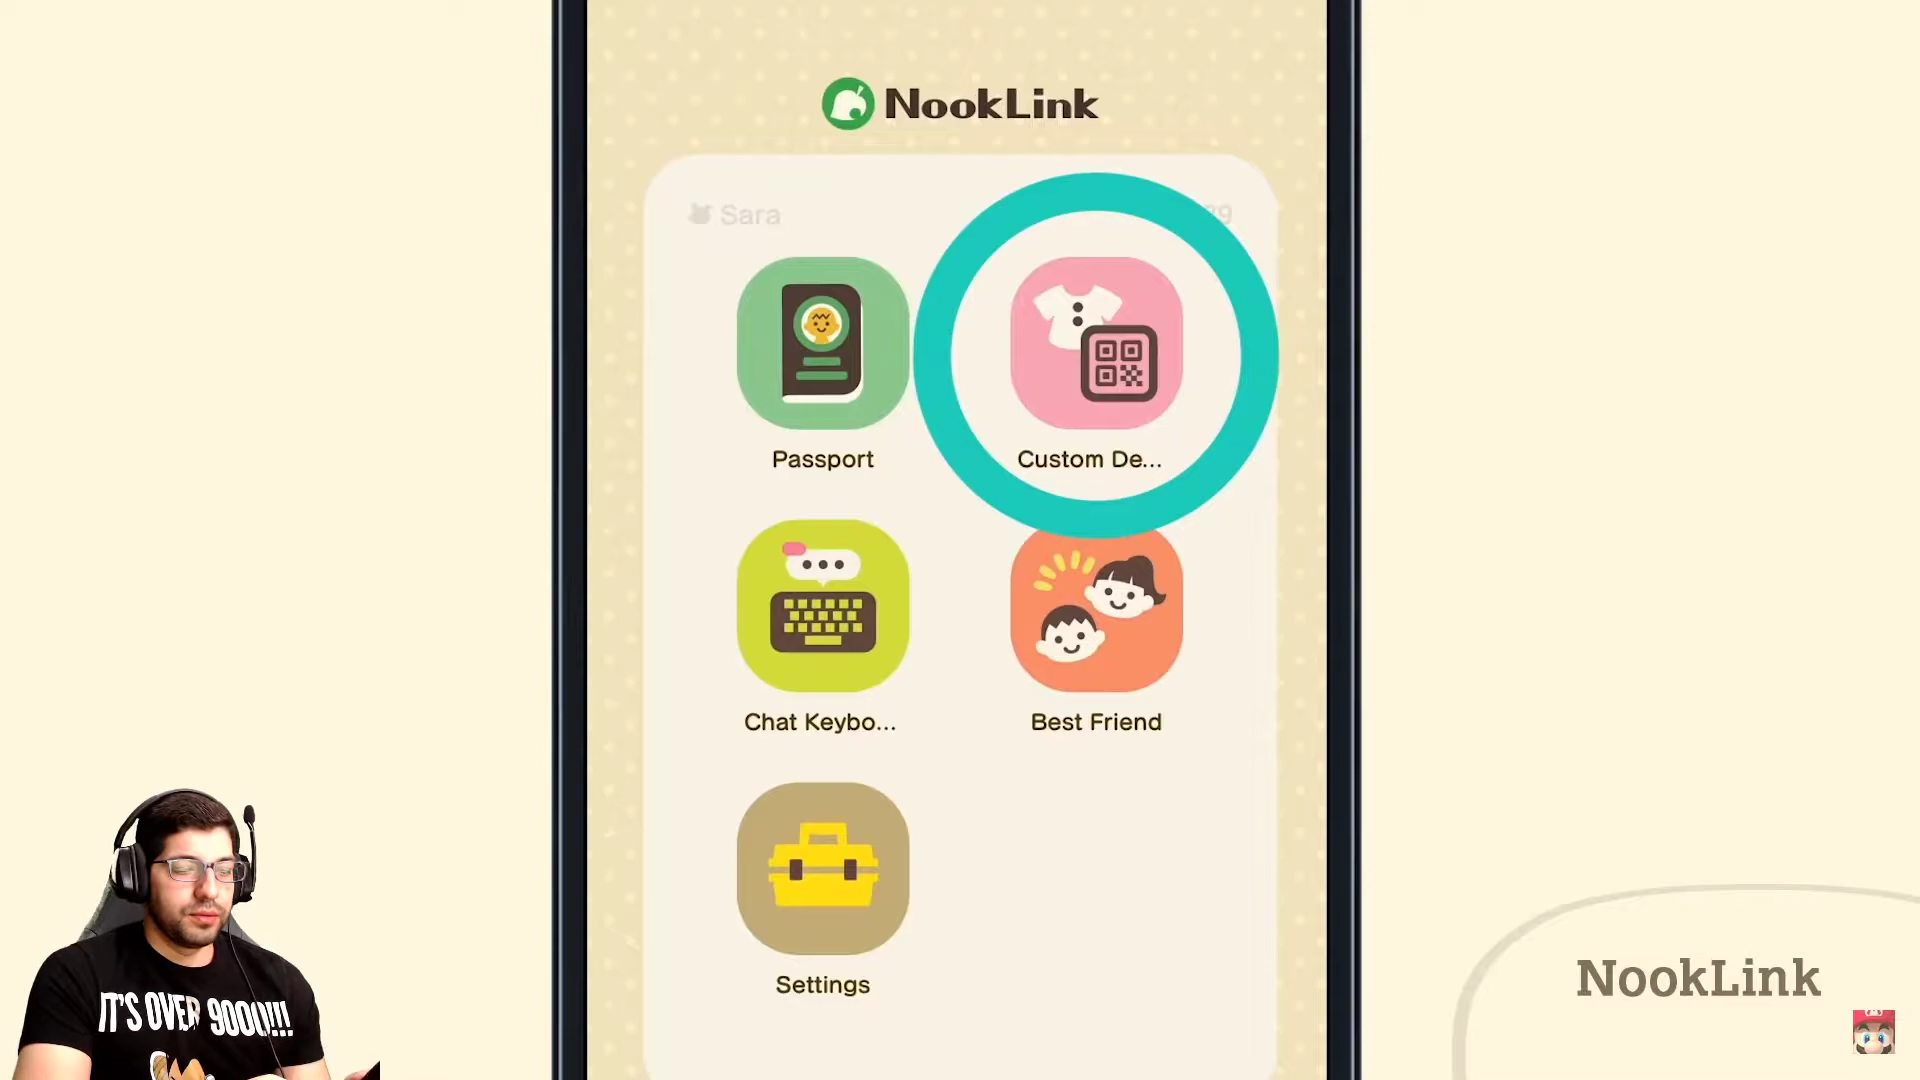 NookLink
Sara
Passport
Custom De...
Chat Keybo...
Best Friend
Settings
IT'S OVER 9000!!!
NookLink